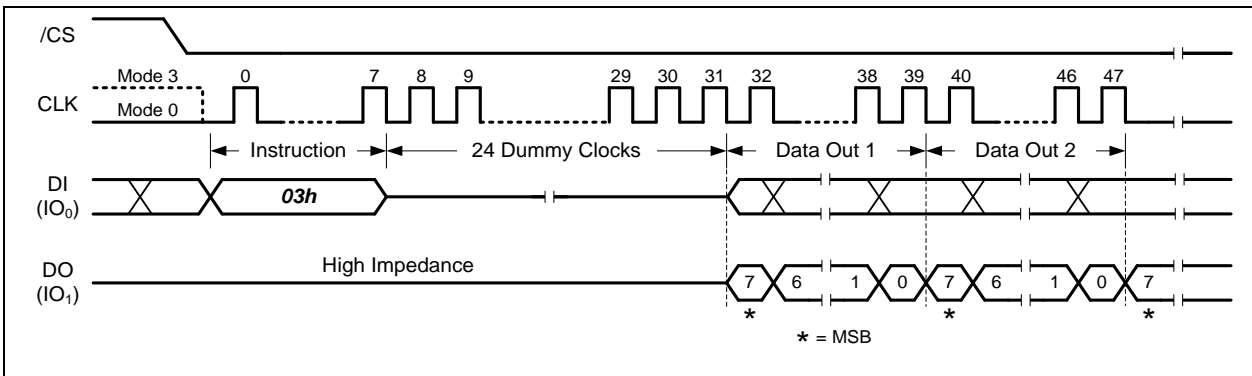 /CS
Mode 3 0 7 8 9 29 30 31 32 38 39 40 46 47
CLK Mode 0
Instruction 24 Dummy Clocks Data Out 1 Data Out 2
DI
(IO₀) 03h
High Impedance
DO
(IO₁) 7 6 1 0 7 6 1 0 7
* * *
* = MSB